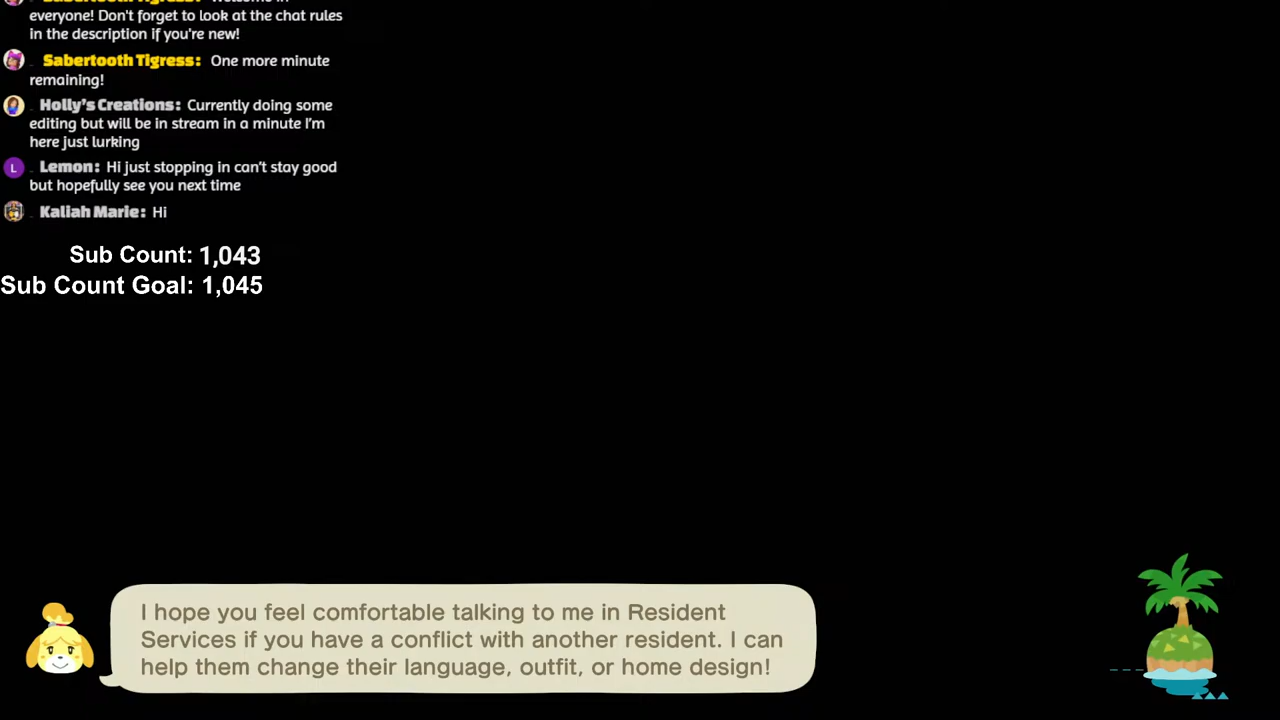 everyone! Don't forget to look at the chat rules
in the description if you're new!
Sabertooth Tigress: One more minute
remaining!
Holly's Creations: Currently doing some
editing but will be in stream in a minute I'm
here just lurking
L Lemon: Hi just stopping in can't stay good
but hopefully see you next time
Kaliah Marie: Hi
Sub Count: 1,043
Sub Count Goal: 1,045
I hope you feel comfortable talking to me in Resident
Services if you have a conflict with another resident. I can
help them change their language, outfit, or home design!